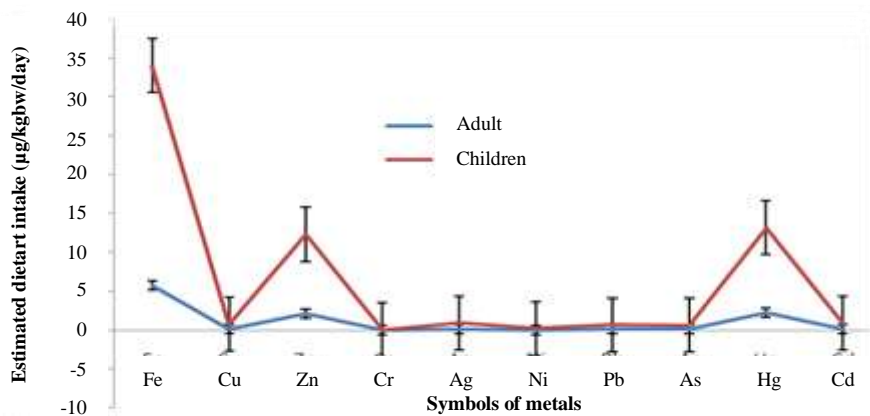 Estimated dietart intake (µg/kgbw/day)
40
35
30
25
20
15
10
5
0
-5
-10
Adult
Children
Fe Cu Zn Cr Ag Ni Pb As Hg Cd
Symbols of metals